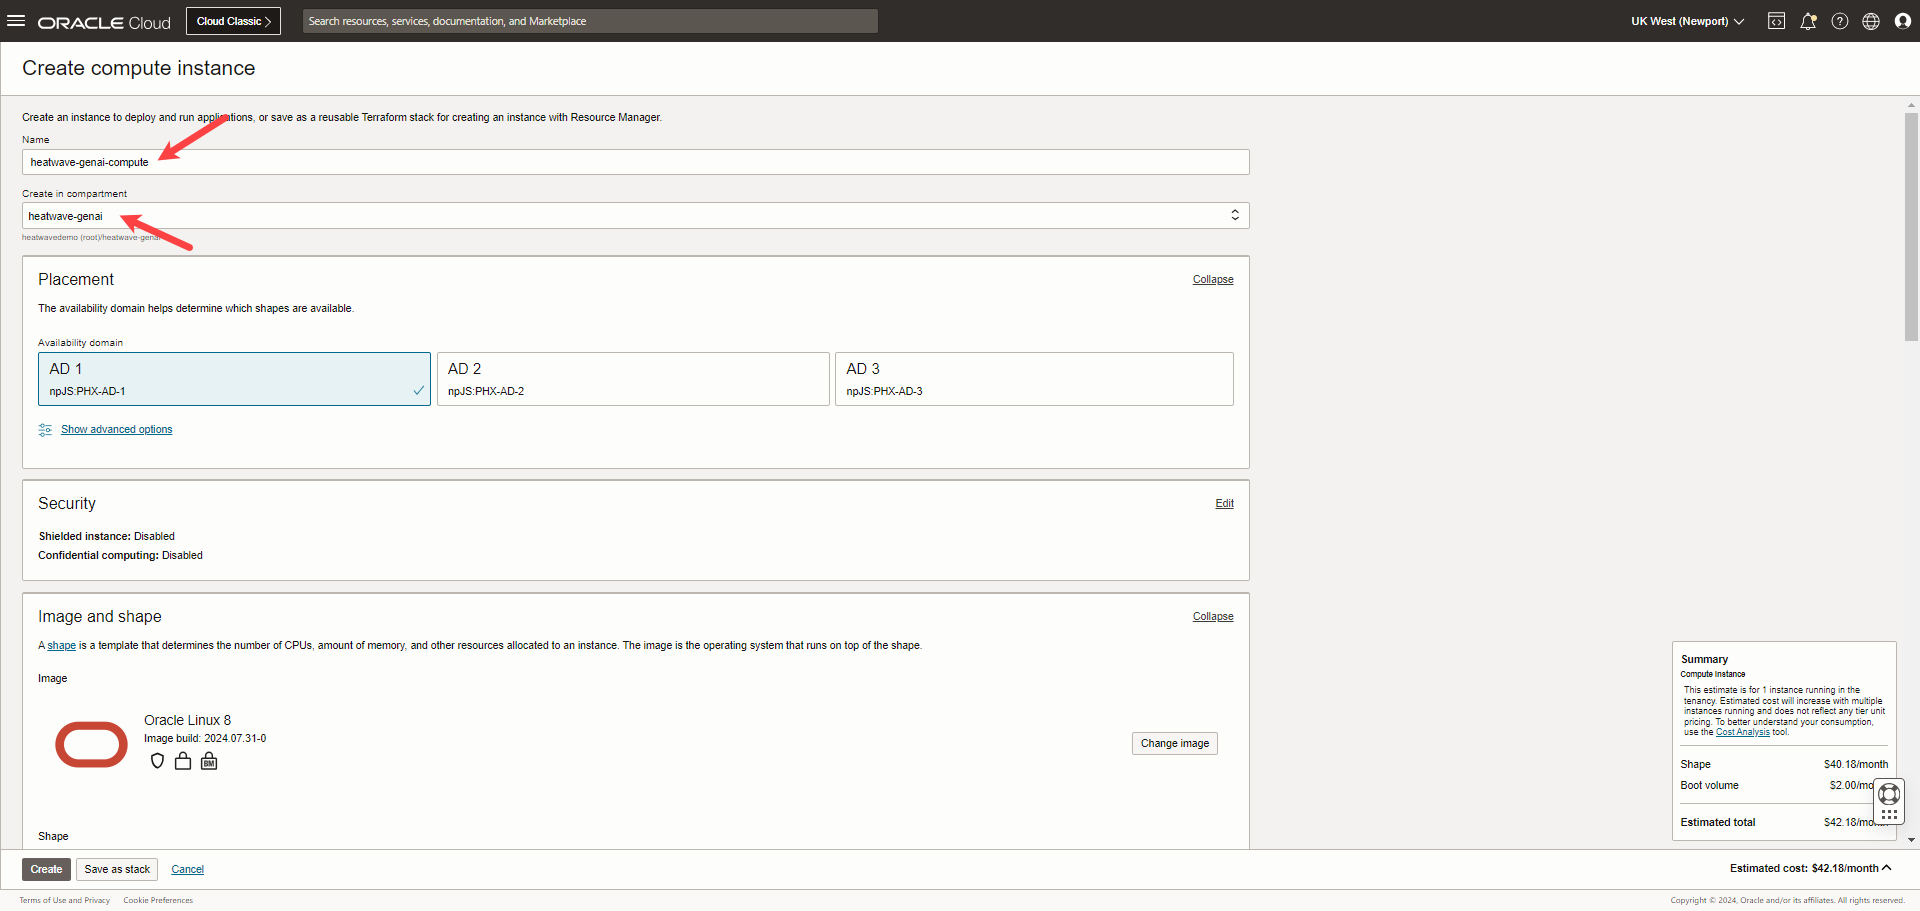 ORACLE Cloud
Cloud Classic
Search resources, services, documentation, and Marketplace
UK West (Newport)
Create compute instance
Create an instance to deploy and run applications, or save as a reusable Terraform stack for creating an instance with Resource Manager.
Name
heatwave-genai-compute
Create in compartment
heatwave-genai
heatwavedemo (root)/heatwave-genai
Placement
Collapse
The availability domain helps determine which shapes are available.
Availability domain
AD 1
npJS:PHX-AD-1
AD 2
npJS:PHX-AD-2
AD 3
npJS:PHX-AD-3
Show advanced options
Security
Edit
Shielded instance: Disabled
Confidential computing: Disabled
Image and shape
Collapse
A shape is a template that determines the number of CPUs, amount of memory, and other resources allocated to an instance. The image is the operating system that runs on top of the shape.
Image
Oracle Linux 8
Image build: 2024.07.31-0
BM
Change image
Shape
Summary
Compute Instance
This estimate is for 1 instance running in the
tenancy. Estimated cost will increase with multiple
instances running and does not reflect any tier unit
pricing. To better understand your consumption,
use the Cost Analysis tool.
Shape $40.18/month
Boot volume $2.00/mo
Estimated total $42.18/mo
Create
Save as stack
Cancel
Estimated cost: $42.18/month
Terms of Use and Privacy
Cookie Preferences
Copyright © 2024, Oracle and/or its affiliates. All rights reserved.